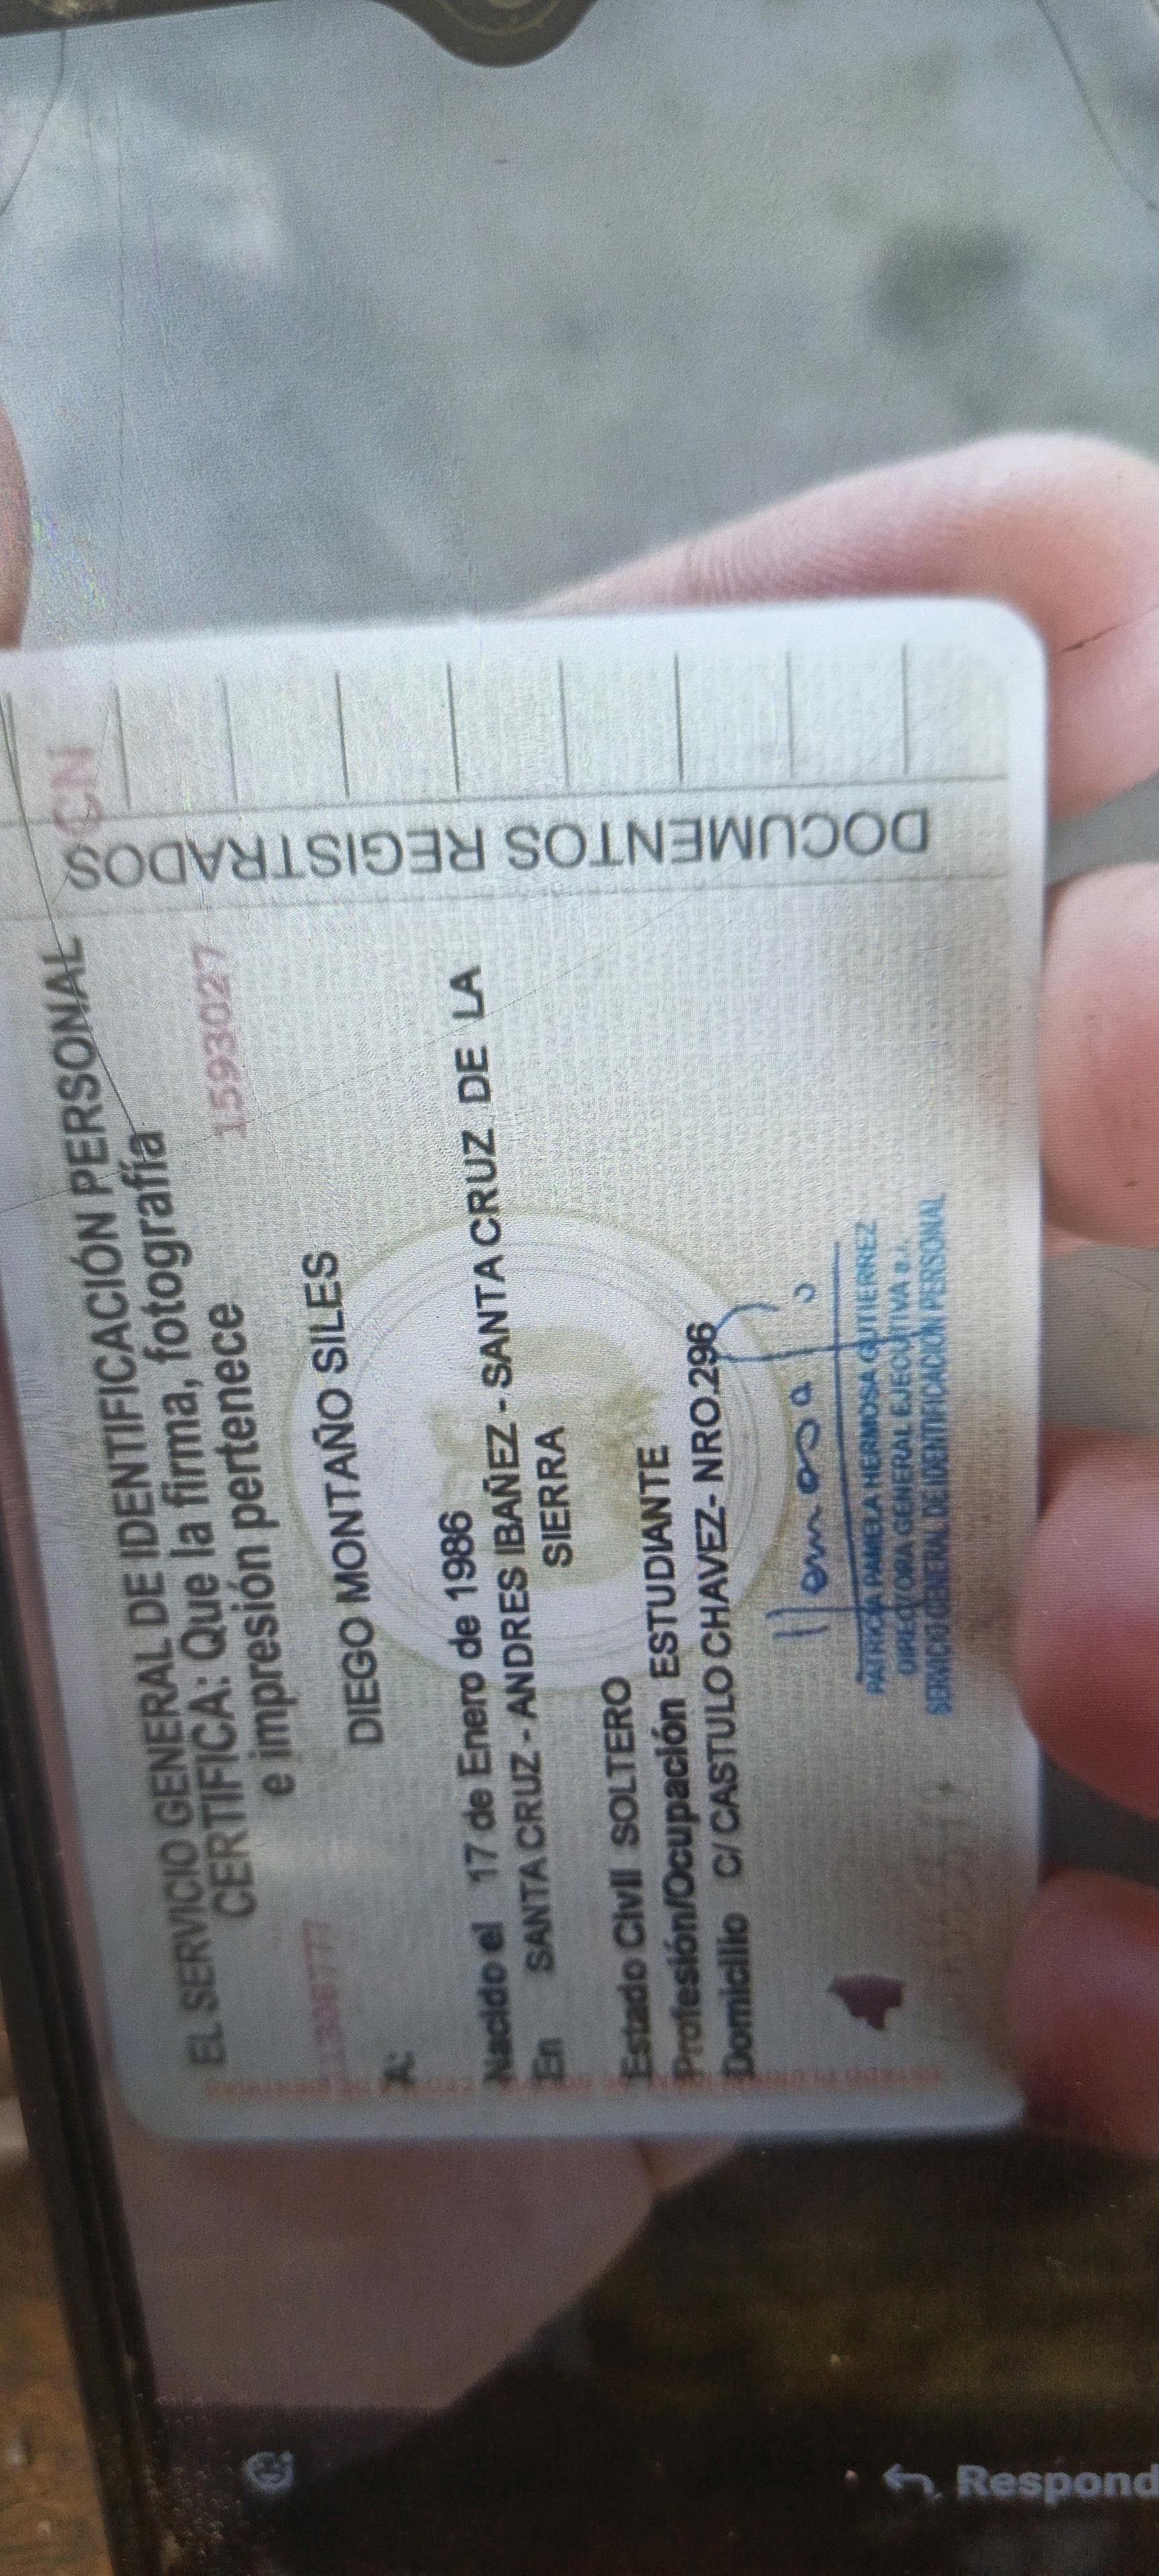 EL SERVICIO GENERAL DE IDENTIFICACIÓN PERSONAL
CERTIFICA: Que la firma, fotografía
e impresión pertenece
1593027
CN
A:
DIEGO MONTAÑO SILES
Nacido el 17 de Enero de 1986
En SANTA CRUZ - ANDRES IBAÑEZ - SANTA CRUZ DE LA
SIERRA
Estado Civil SOLTERO
Profesión/Ocupación ESTUDIANTE
Domicilio C/ CASTULO CHAVEZ- NRO.296
PATRICIA PAMELA HERMOSA GUTIERREZ
DIRECTORA GENERAL EJECUTIVA a.i.
SERVICIO GENERAL DE IDENTIFICACIÓN PERSONAL
DOCUMENTOS REGISTRADOS
Respond